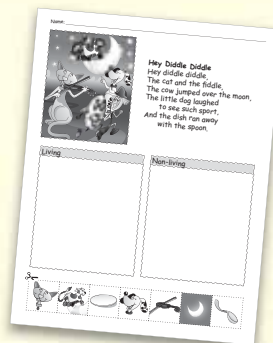 Name:
Hey Diddle Diddle
Hey diddle diddle,
The cat and the fiddle,
The cow jumped over the moon,
The little dog laughed
to see such sport,
And the dish ran away
with the spoon.
Living
Non-living